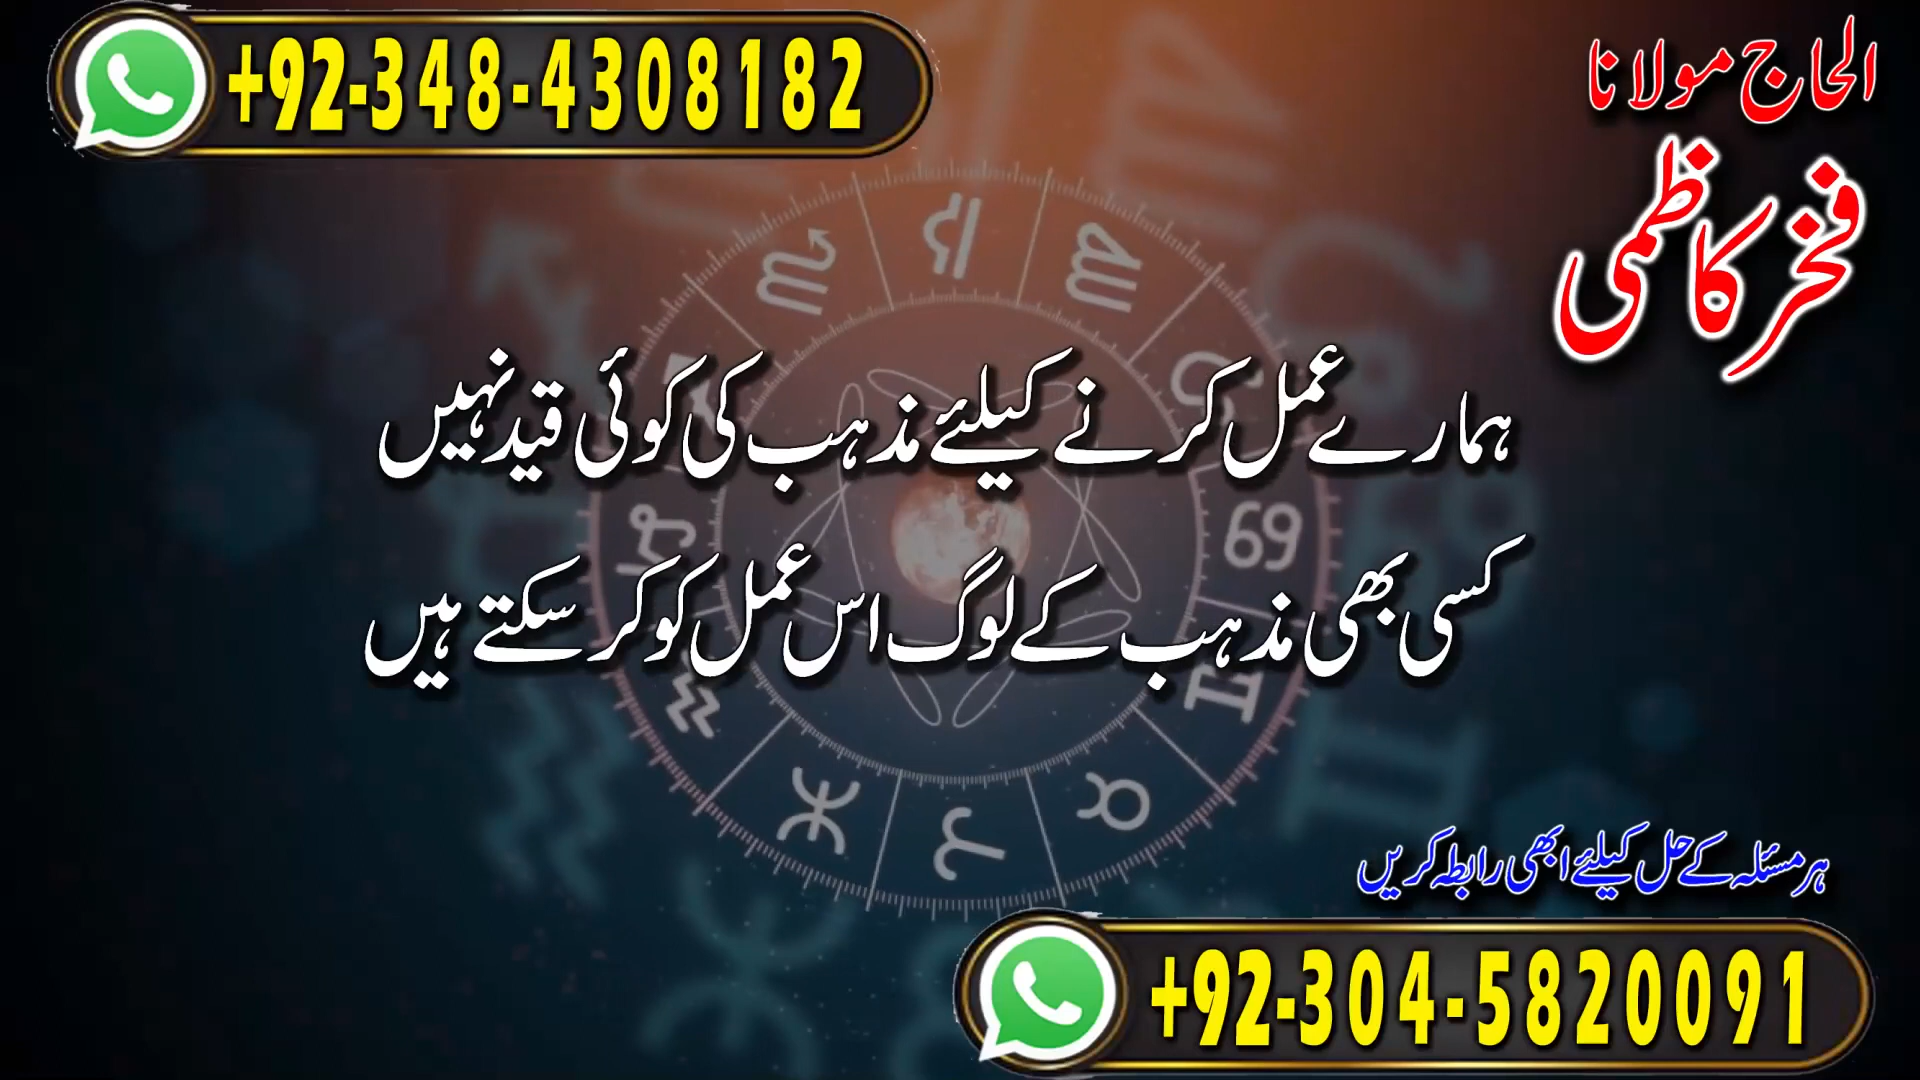 +92-348-4308182
الحاج مولانا
فخر کاظمی
ہمارے عمل کرنے کیلئے مذہب کی کوئی قید نہیں
کسی بھی مذہب کے لوگ اس عمل کو کر سکتے ہیں
ہر مسئلہ کے حل کیلئے ابھی رابطہ کریں
+92-304-5820091